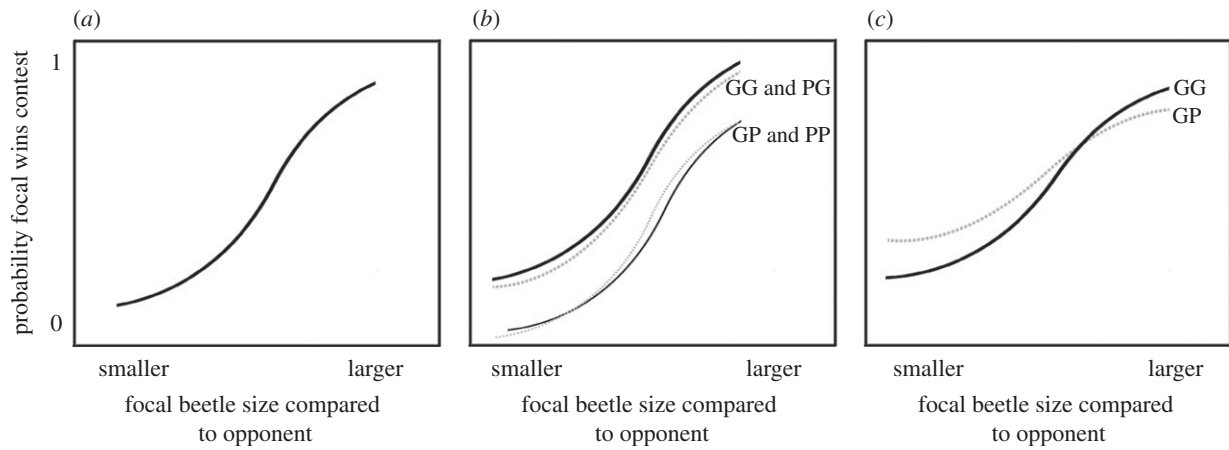 (a)
(b)
(c)
probability focal wins contest
1
0
GG and PG
GP and PP
GG
GP
smaller
larger
smaller
larger
smaller
larger
focal beetle size compared
to opponent
focal beetle size compared
to opponent
focal beetle size compared
to opponent